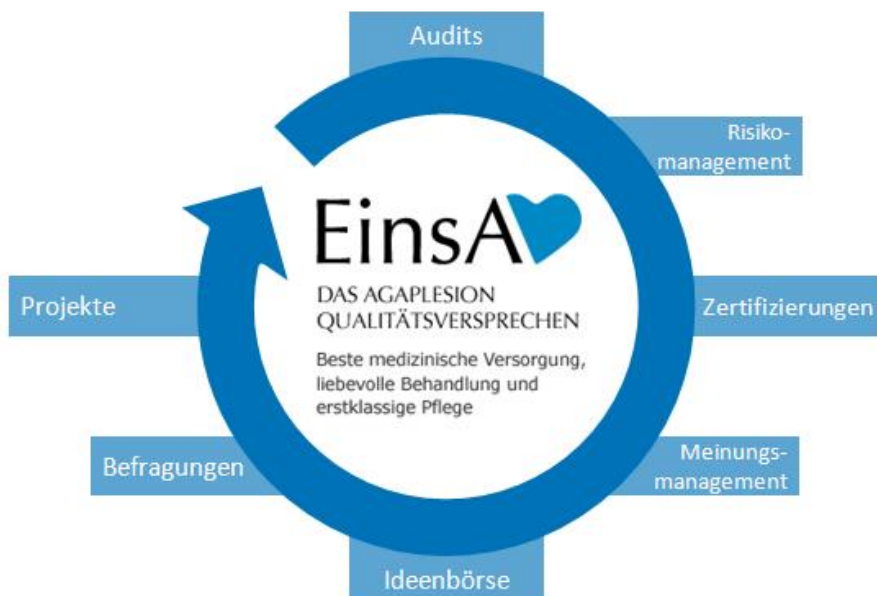 Audits
Risiko-
management
Zertifizierungen
Meinungs-
management
Ideenbörse
Befragungen
Projekte
EinsA
DAS AGAPLESION
QUALITÄTSVERSPRECHEN
Beste medizinische Versorgung,
liebevolle Behandlung und
erstklassige Pflege